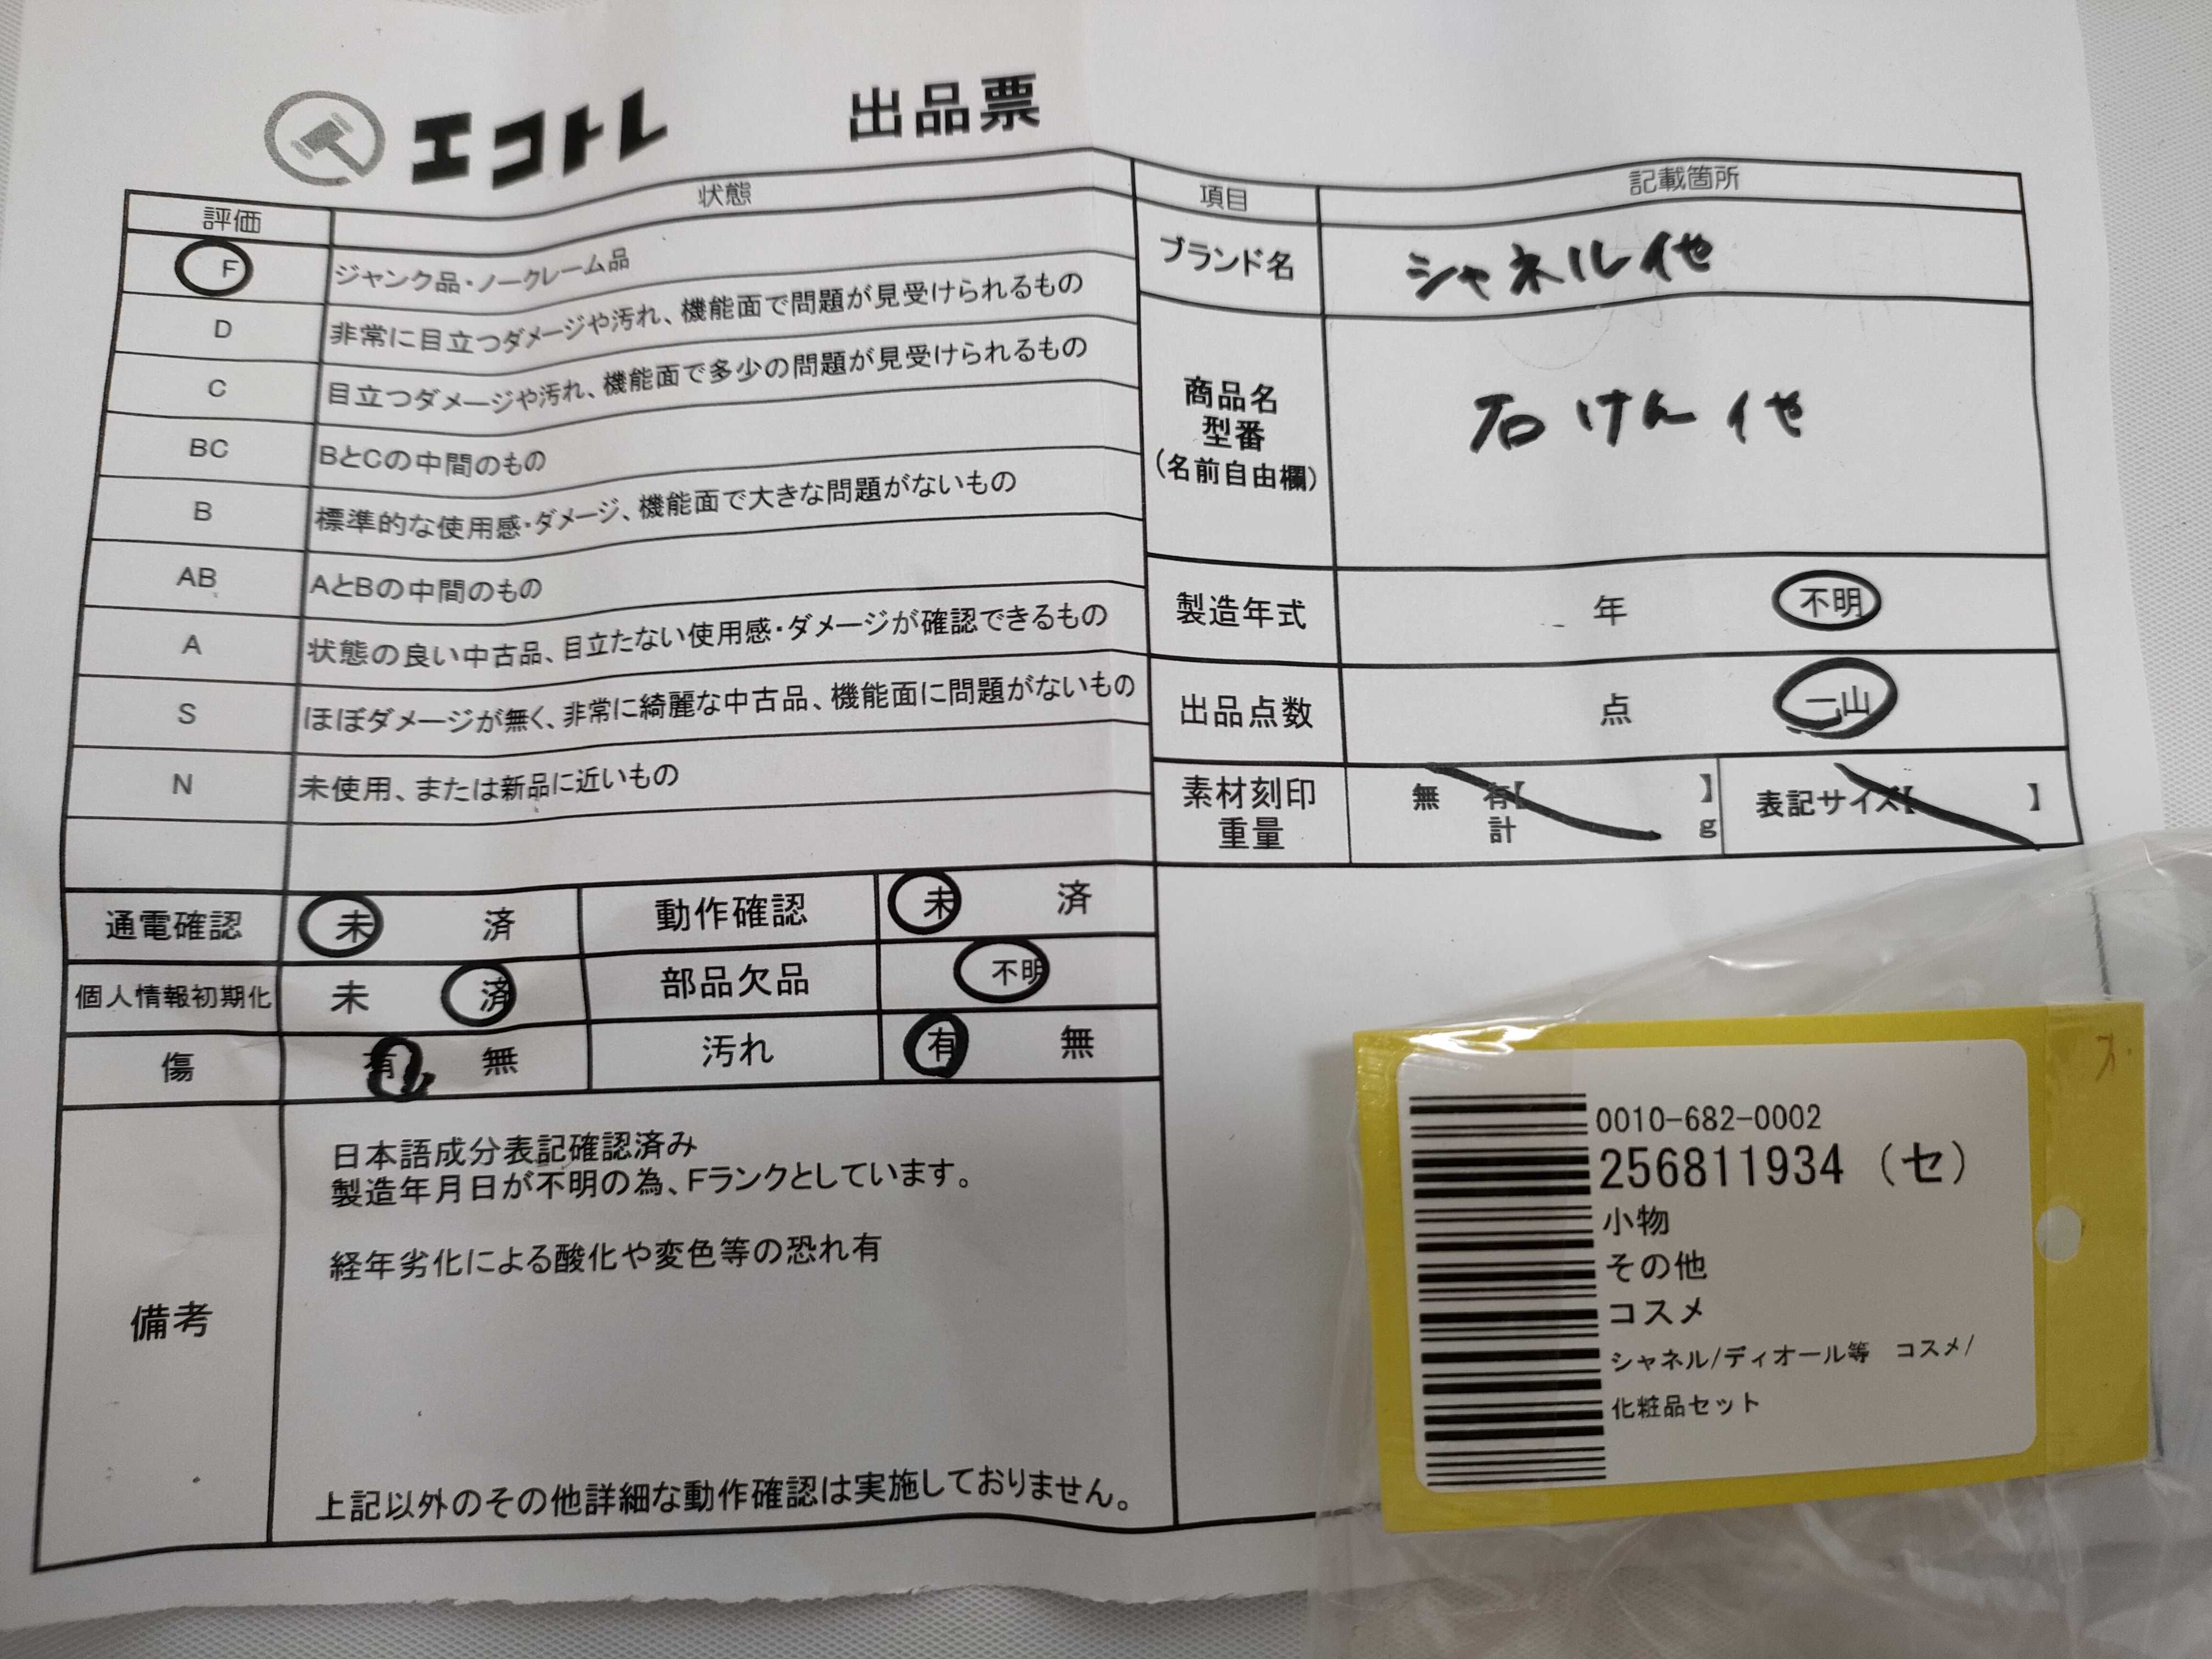 エコトレ 出品票
評価 状態
F ジャンク品・ノークレーム品
D 非常に目立つダメージや汚れ、機能面で問題が見受けられるもの
C 目立つダメージや汚れ、機能面で多少の問題が見受けられるもの
BC BとCの中間のもの
B 標準的な使用感・ダメージ、機能面で大きな問題がないもの
AB AとBの中間のもの
A 状態の良い中古品、目立たない使用感・ダメージが確認できるもの
S ほぼダメージが無く、非常に綺麗な中古品、機能面に問題がないもの
N 未使用、または新品に近いもの
項目 記載箇所
ブランド名 シャネル他
商品名
型番
(名前自由欄)
石けん他
製造年式 年 不明
出品点数 点 一山
素材刻印 無 有【 】 表記サイズ【 】
重量 計 g
通電確認 未 済 動作確認 未 済
個人情報初期化 未 済 部品欠品 不明
傷 有 無 汚れ 有 無
備考
日本語成分表記確認済み
製造年月日が不明の為、Fランクとしています。
経年劣化による酸化や変色等の恐れ有
上記以外のその他詳細な動作確認は実施しておりません。
0010-682-0002
256811934 (セ)
小物
その他
コスメ
シャネル/ディオール等 コスメ/
化粧品セット